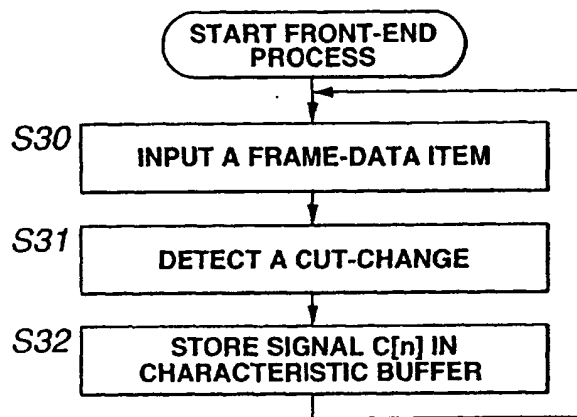 START FRONT-END
PROCESS
S30
INPUT A FRAME-DATA ITEM
S31
DETECT A CUT-CHANGE
S32
STORE SIGNAL C[n] IN
CHARACTERISTIC BUFFER